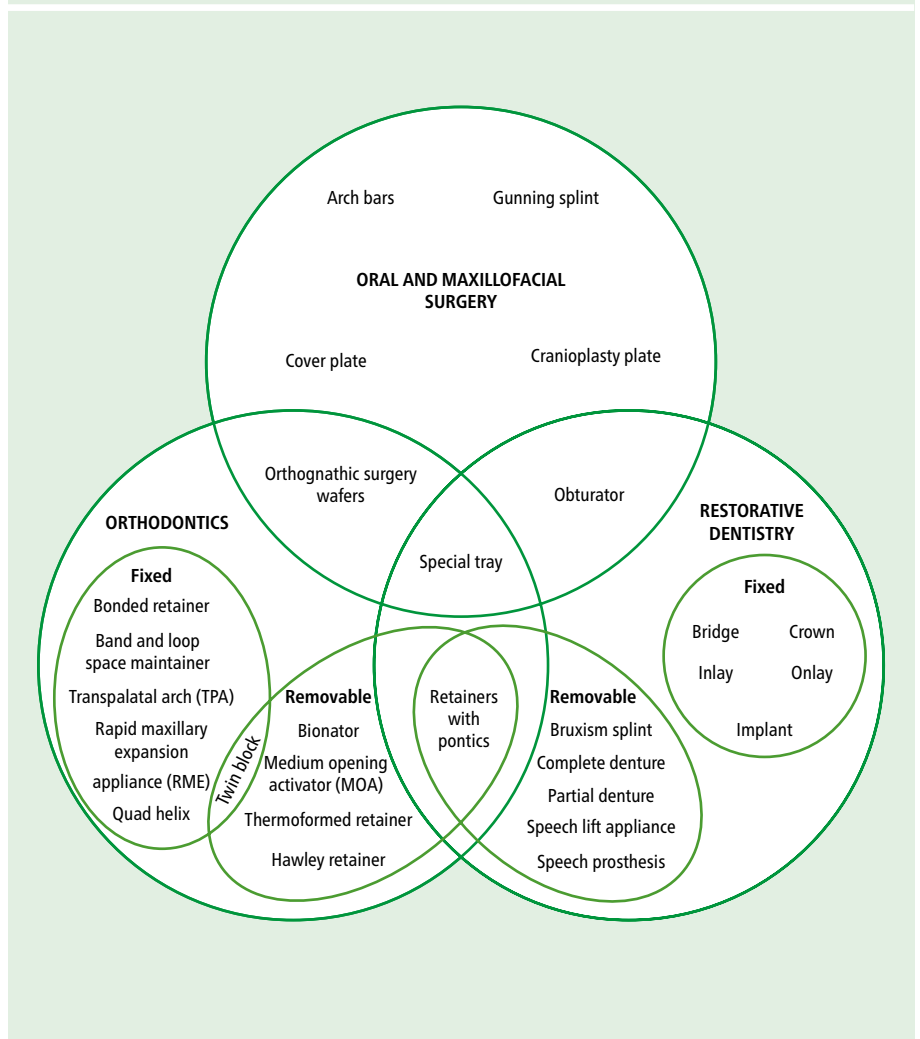 Arch bars
Gunning splint
ORAL AND MAXILLOFACIAL
SURGERY
Cover plate
Cranioplasty plate
Orthognathic surgery
wafers
Obturator
Special tray
ORTHODONTICS
Fixed
Bonded retainer
Band and loop
space maintainer
Transpalatal arch (TPA)
Rapid maxillary
expansion
appliance (RME)
Quad helix
Twin block
Removable
Bionator
Medium opening
activator (MOA)
Thermoformed retainer
Hawley retainer
Retainers
with
pontics
RESTORATIVE
DENTISTRY
Fixed
Bridge
Crown
Inlay
Onlay
Implant
Removable
Bruxism splint
Complete denture
Partial denture
Speech lift appliance
Speech prosthesis